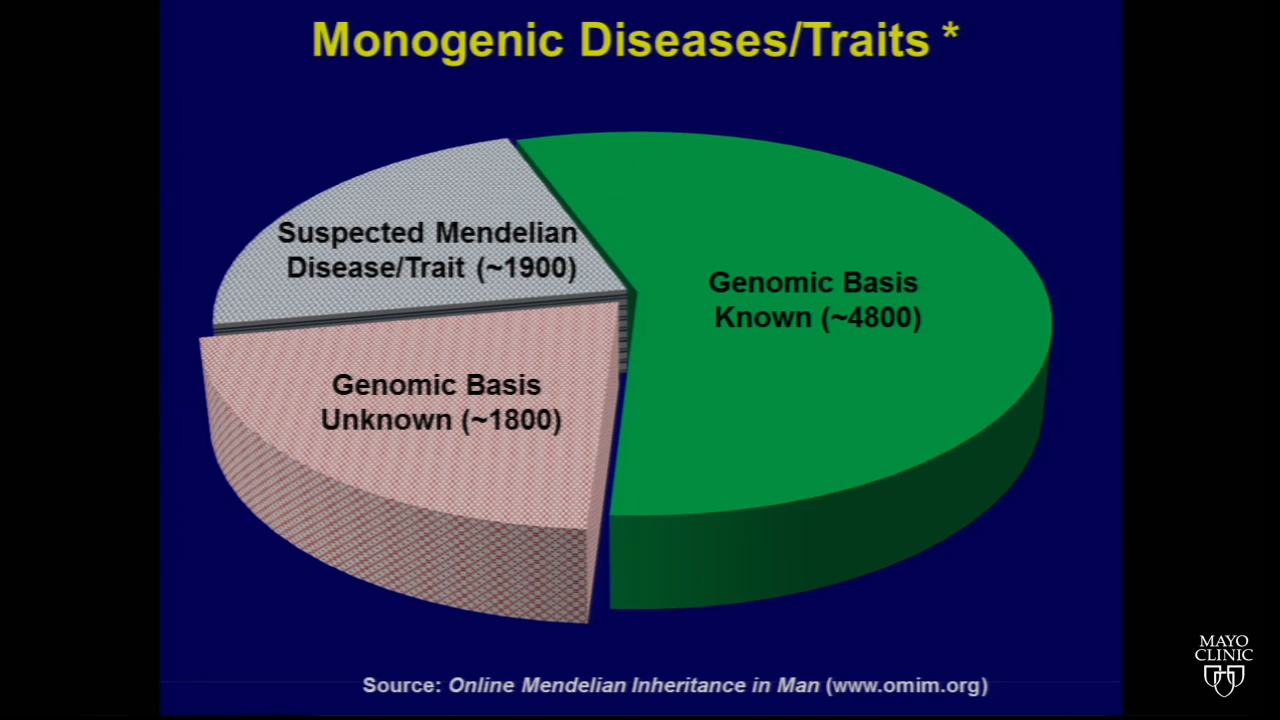 Monogenic Diseases/Traits *
Suspected Mendelian
Disease/Trait (~1900)
Genomic Basis
Known (~4800)
Genomic Basis
Unknown (~1800)
Source: Online Mendelian Inheritance in Man (www.omim.org)
MAYO
CLINIC